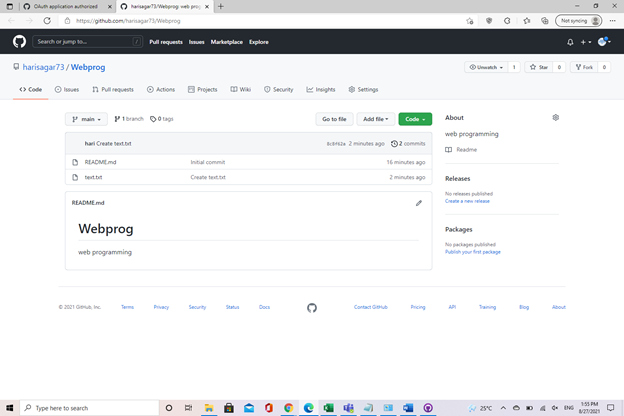 OAuth application authorized
harisagar73/Webprog: web prog
https://github.com/harisagar73/Webprog
Not syncing
Search or jump to...
/
Pull requests
Issues
Marketplace
Explore
harisagar73 / Webprog
Unwatch
1
Star
0
Fork
0
Code
Issues
Pull requests
Actions
Projects
Wiki
Security
Insights
Settings
main
1 branch
0 tags
Go to file
Add file
Code
hari Create text.txt
2 minutes ago
2 commits
README.md
Initial commit
16 minutes ago
text.txt
Create text.txt
2 minutes ago
README.md
Webprog
web programming
About
web programming
Readme
Releases
No releases published
Create a new release
Packages
No packages published
Publish your first package
© 2021 GitHub, Inc.
Terms
Privacy
Security
Status
Docs
Contact GitHub
Pricing
API
Training
Blog
About
Type here to search
25°C
ENG
1:55 PM
8/27/2021